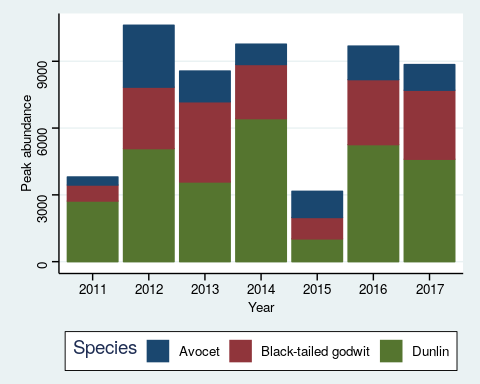 9000
6000
3000
0
Peak abundance
2011 2012 2013 2014 2015 2016 2017
Year
Species Avocet Black-tailed godwit Dunlin